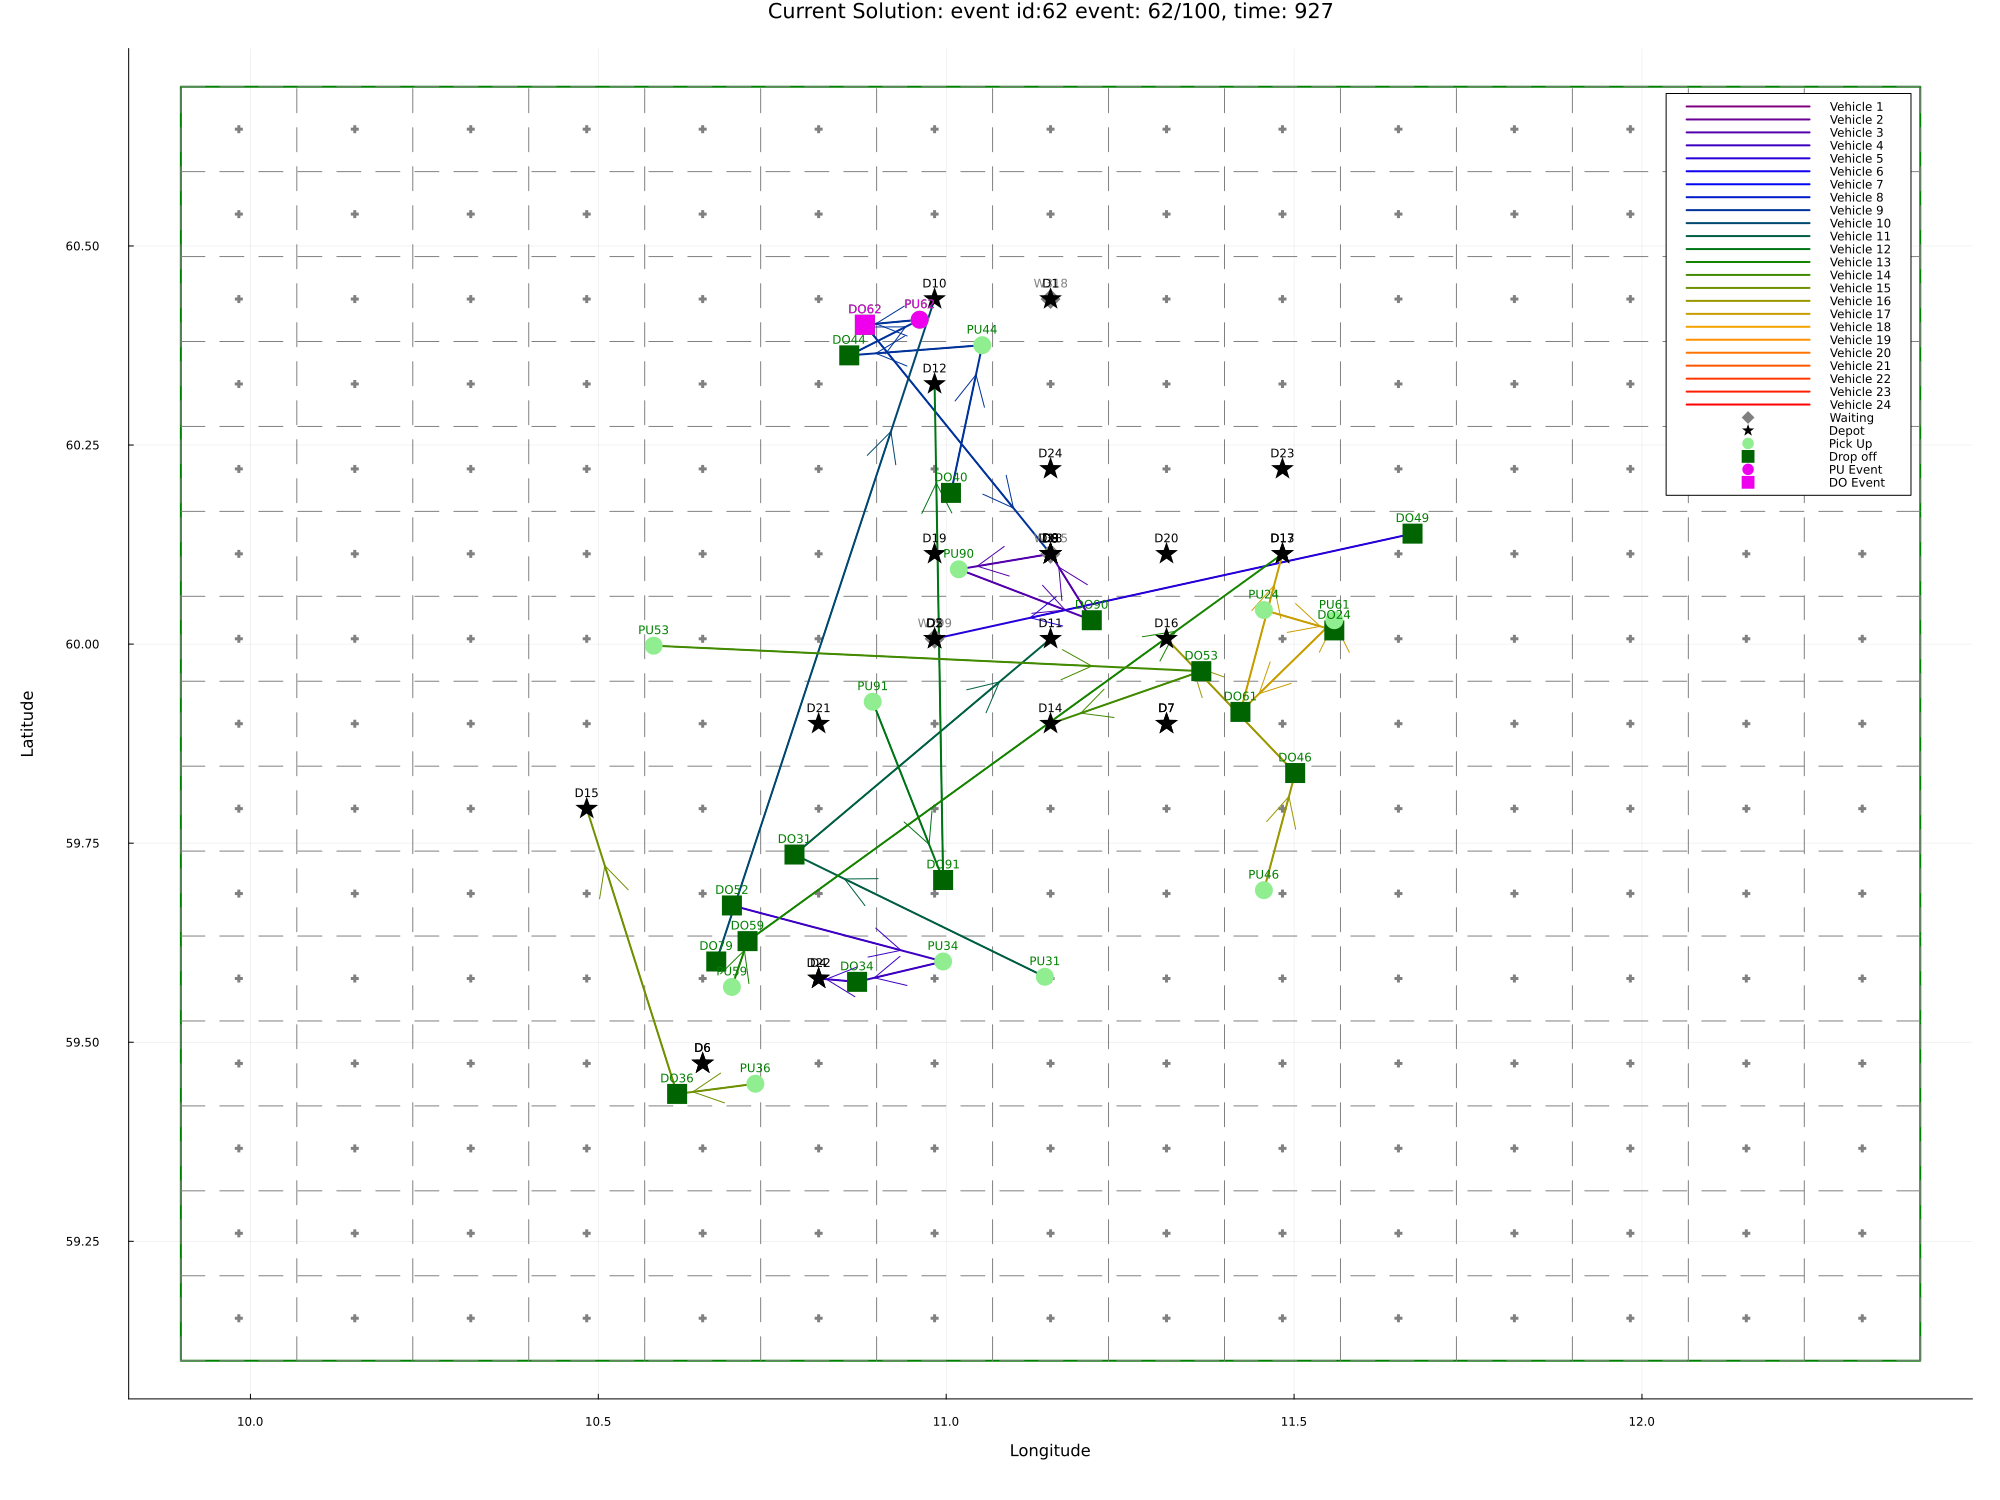 Current Solution: event id:62 event: 62/100, time: 927
Vehicle 1
Vehicle 2
Vehicle 3
Vehicle 4
Vehicle 5
Vehicle 6
Vehicle 7
Vehicle 8
Vehicle 9
Vehicle 10
Vehicle 11
Vehicle 12
Vehicle 13
Vehicle 14
Vehicle 15
Vehicle 16
Vehicle 17
Vehicle 18
Vehicle 19
Vehicle 20
Vehicle 21
Vehicle 22
Vehicle 23
Vehicle 24
Waiting
Depot
Pick Up
Drop off
PU Event
DO Event
60.50
60.25
60.00
59.75
59.50
59.25
Latitude
D10
D1
DO62
PU62
PU44
DO44
D12
D24
D23
DO40
DO49
D19
D20
PU90
PU24
PU61
DO90
DO24
PU53
D11
D16
DO53
PU91
DO61
D21
D14
D7
DO46
D15
DO31
DO91
PU46
DO52
DO59
DO79
PU34
PU59
D22
DO34
PU31
D6
PU36
DO36
10.0
10.5
11.0
11.5
12.0
Longitude